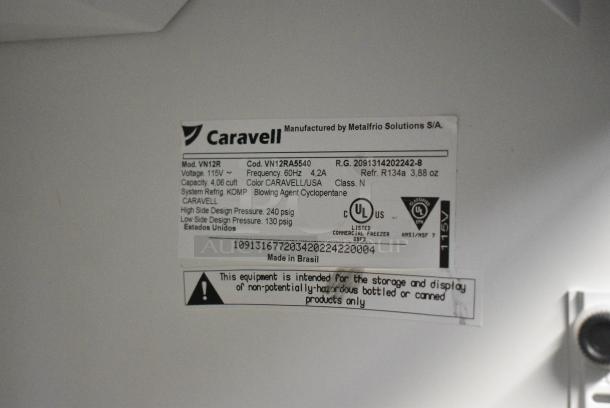 Caravell Manufactured by Metalfrio Solutions S/A.
Mod. VN12R Cod. VN12RA5540 R.G. 2091314202242-8
Voltage. 115V ~ Frequency. 60Hz 4,2A Refr. R134a 3,88 oz
Capacity. 4,06 cuft Color CARAVELL/USA Class. N
System Refrig. KOMP Blowing Agent Cyclopentane
CARAVELL
High Side Design Pressure. 240 psig
Low Side Design Pressure. 130 psig
Estados Unidos
C UL US
LISTED
COMMERCIAL FREEZER
ANSI/NSF 7
115V
109131677203420224220004
Made in Brasil
This equipment is intended for the storage and display
of non-potentially-hazardous bottled or canned
products only